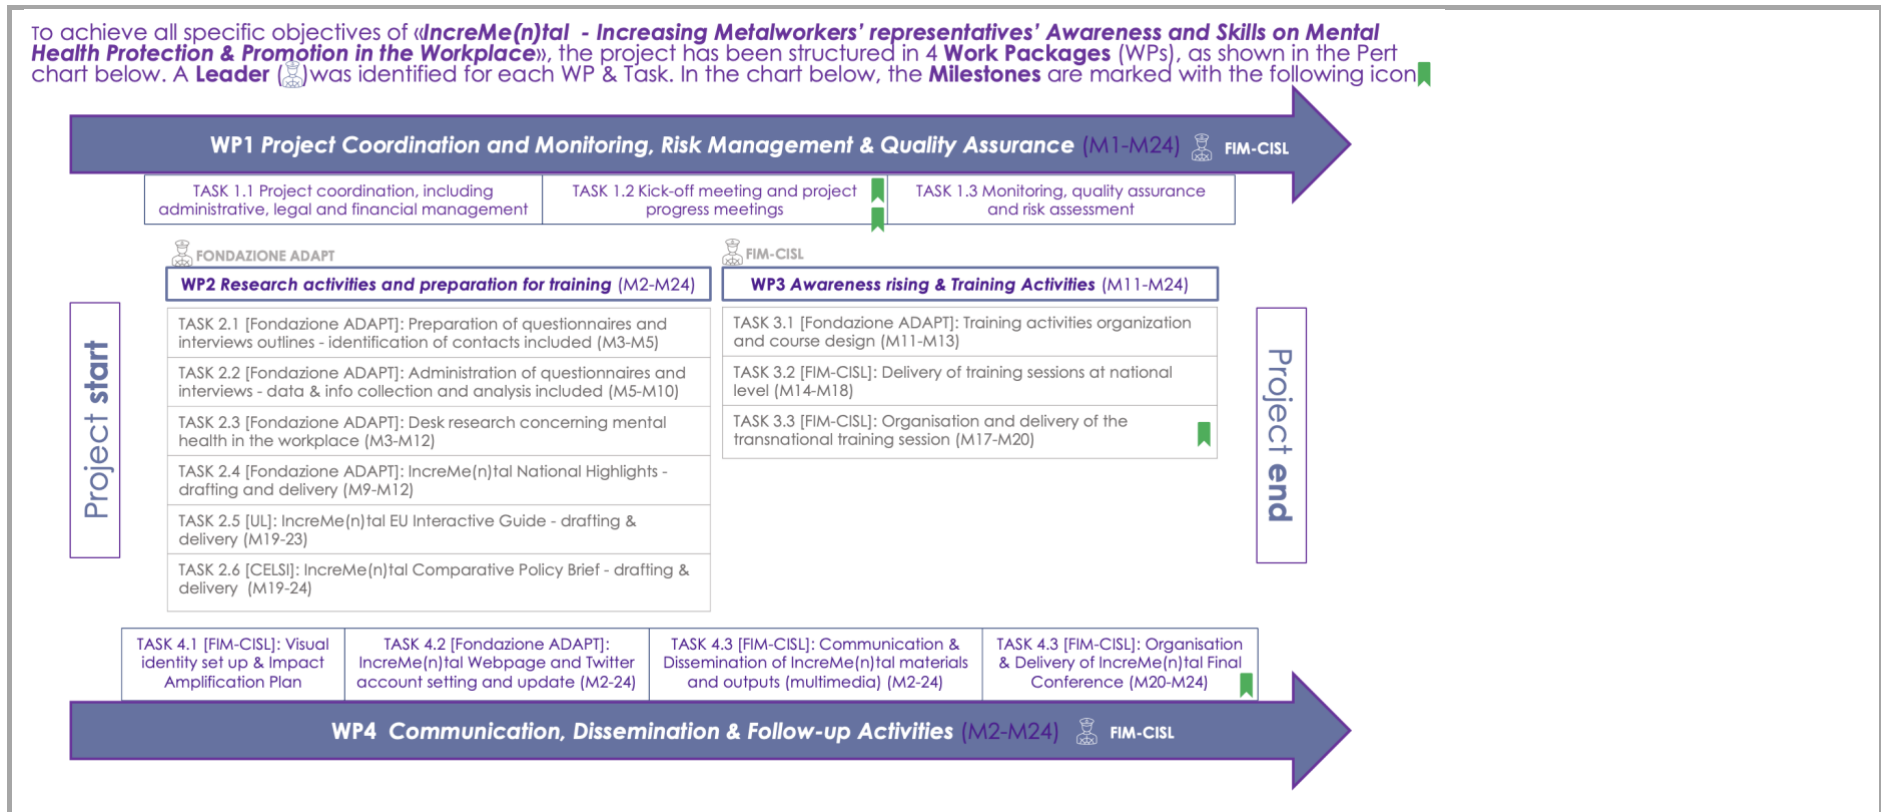 To achieve all specific objectives of «IncreMe(n)tal - Increasing Metalworkers' representatives' Awareness and Skills on Mental
Health Protection & Promotion in the Workplace», the project has been structured in 4 Work Packages (WPs), as shown in the Pert
chart below. A Leader ( )was identified for each WP & Task. In the chart below, the Milestones are marked with the following icon
WP1 Project Coordination and Monitoring, Risk Management & Quality Assurance (M1-M24) FIM-CISL
TASK 1.1 Project coordination, including
administrative, legal and financial management
TASK 1.2 Kick-off meeting and project
progress meetings
TASK 1.3 Monitoring, quality assurance
and risk assessment
Project start
FONDAZIONE ADAPT
WP2 Research activities and preparation for training (M2-M24)
TASK 2.1 [Fondazione ADAPT]: Preparation of questionnaires and
interviews outlines - identification of contacts included (M3-M5)
TASK 2.2 [Fondazione ADAPT]: Administration of questionnaires and
interviews - data & info collection and analysis included (M5-M10)
TASK 2.3 [Fondazione ADAPT]: Desk research concerning mental
health in the workplace (M3-M12)
TASK 2.4 [Fondazione ADAPT]: IncreMe(n)tal National Highlights -
drafting and delivery (M9-M12)
TASK 2.5 [UL]: IncreMe(n)tal EU Interactive Guide - drafting &
delivery (M19-23)
TASK 2.6 [CELSI]: IncreMe(n)tal Comparative Policy Brief - drafting &
delivery (M19-24)
FIM-CISL
WP3 Awareness rising & Training Activities (M11-M24)
TASK 3.1 [Fondazione ADAPT]: Training activities organization
and course design (M11-M13)
TASK 3.2 [FIM-CISL]: Delivery of training sessions at national
level (M14-M18)
TASK 3.3 [FIM-CISL]: Organisation and delivery of the
transnational training session (M17-M20)
Project end
TASK 4.1 [FIM-CISL]: Visual
identity set up & Impact
Amplification Plan
TASK 4.2 [Fondazione ADAPT]:
IncreMe(n)tal Webpage and Twitter
account setting and update (M2-24)
TASK 4.3 [FIM-CISL]: Communication &
Dissemination of IncreMe(n)tal materials
and outputs (multimedia) (M2-24)
TASK 4.3 [FIM-CISL]: Organisation
& Delivery of IncreMe(n)tal Final
Conference (M20-M24)
WP4 Communication, Dissemination & Follow-up Activities (M2-M24) FIM-CISL